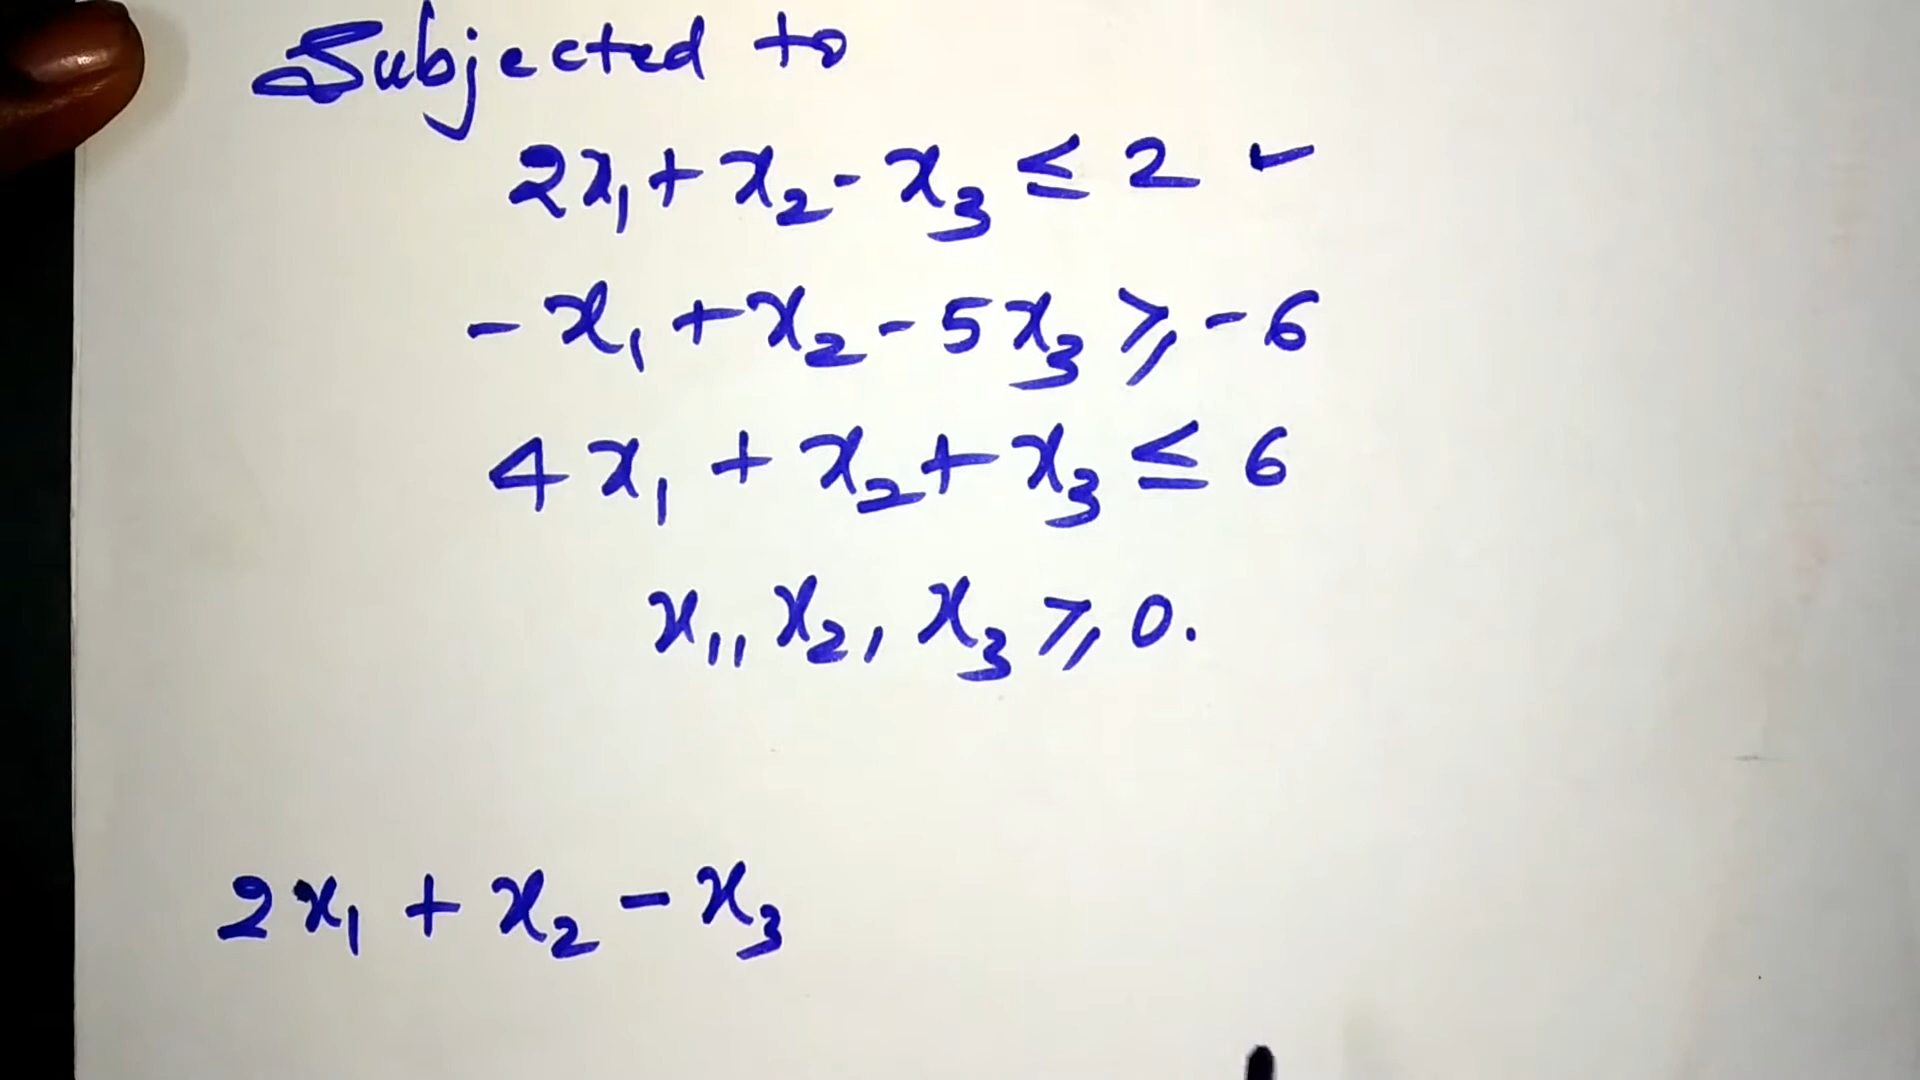 Subjected to
2x₁ + x₂ - x₃ ≤ 2 ✓
- x₁ + x₂ - 5x₃ ⩾ - 6
4x₁ + x₂ + x₃ ≤ 6
x₁, x₂, x₃ ⩾ 0.
2x₁ + x₂ - x₃